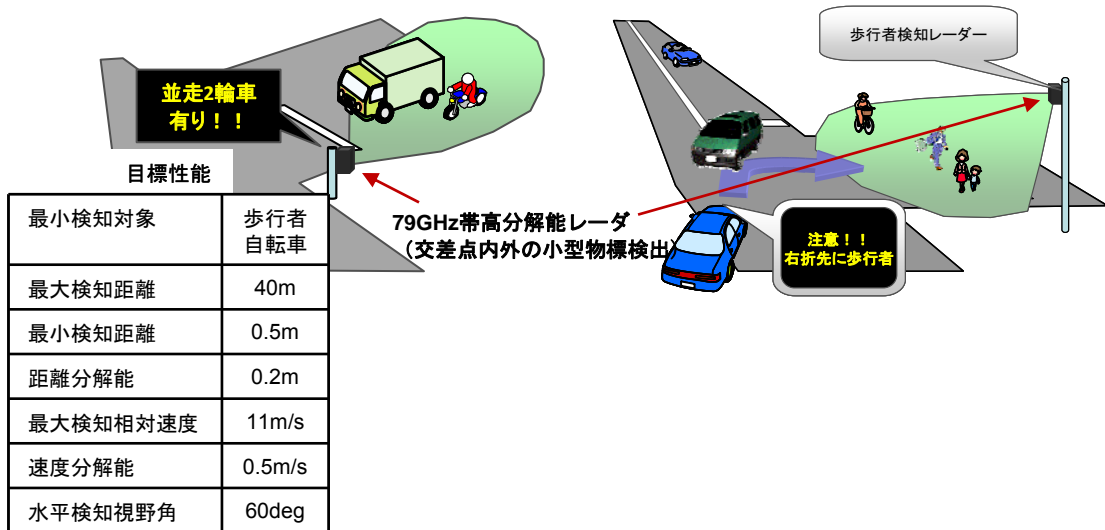 並走2輪車
有り！！
歩行者検知レーダー
79GHz帯高分解能レーダ
（交差点内外の小型物標検出）
注意！！
右折先に歩行者
目標性能
最小検知対象 歩行者
自転車
最大検知距離 40m
最小検知距離 0.5m
距離分解能 0.2m
最大検知相対速度 11m/s
速度分解能 0.5m/s
水平検知視野角 60deg